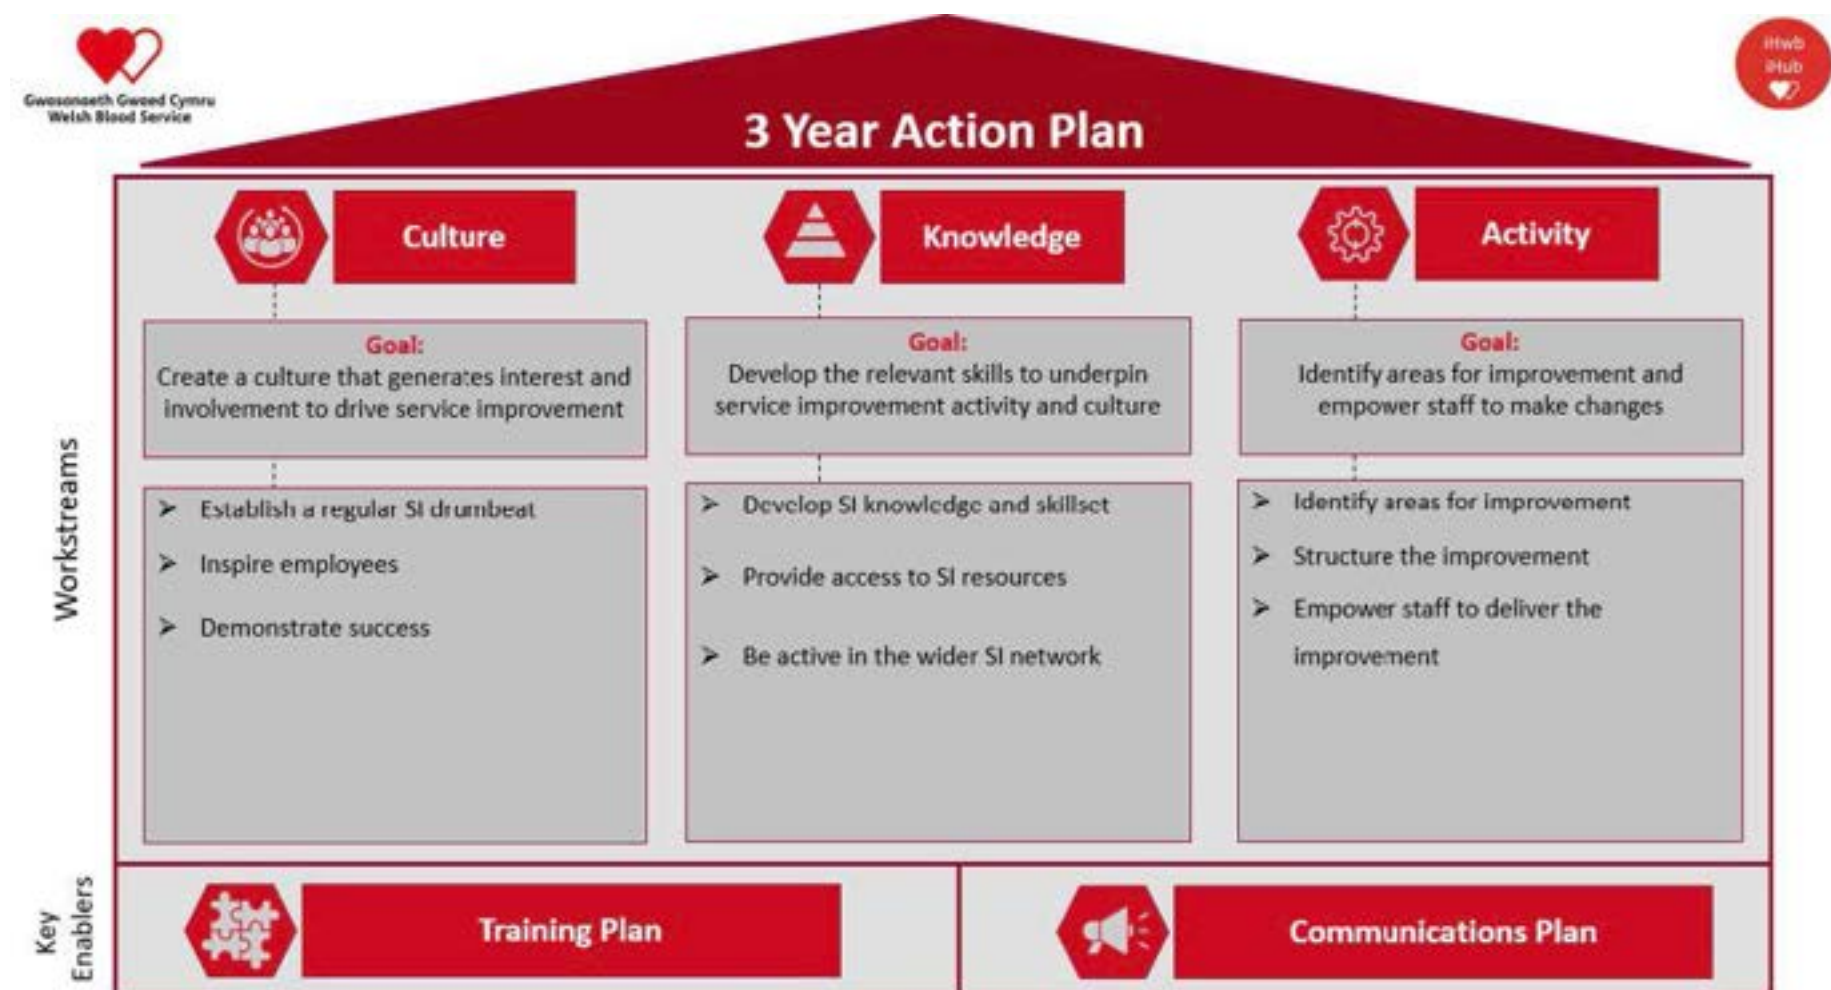 Gwasanaeth Gwaed Cymru
Welsh Blood Service
iHwb
iHub
3 Year Action Plan
Culture
Knowledge
Activity
Goal:
Create a culture that generates interest and
involvement to drive service improvement
Goal:
Develop the relevant skills to underpin
service improvement activity and culture
Goal:
Identify areas for improvement and
empower staff to make changes
Workstreams
➢ Establish a regular SI drumbeat
➢ Inspire employees
➢ Demonstrate success
➢ Develop SI knowledge and skillset
➢ Provide access to SI resources
➢ Be active in the wider SI network
➢ Identify areas for improvement
➢ Structure the improvement
➢ Empower staff to deliver the
improvement
Key
Enablers
Training Plan
Communications Plan